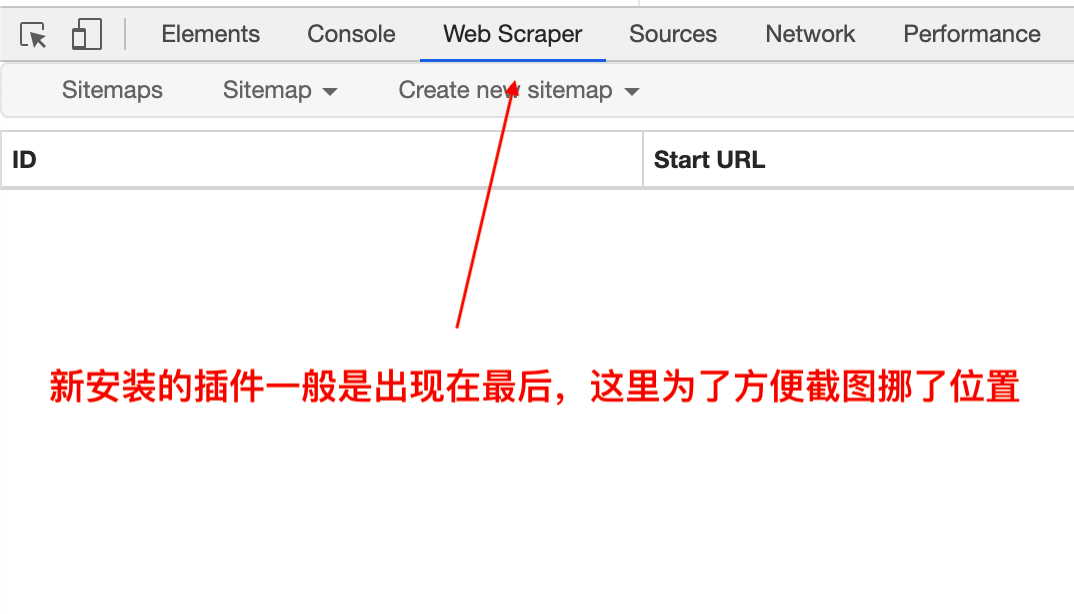 Elements Console Web Scraper Sources Network Performance
Sitemaps Sitemap Create new sitemap
ID Start URL
新安装的插件一般是出现在最后，这里为了方便截图挪了位置